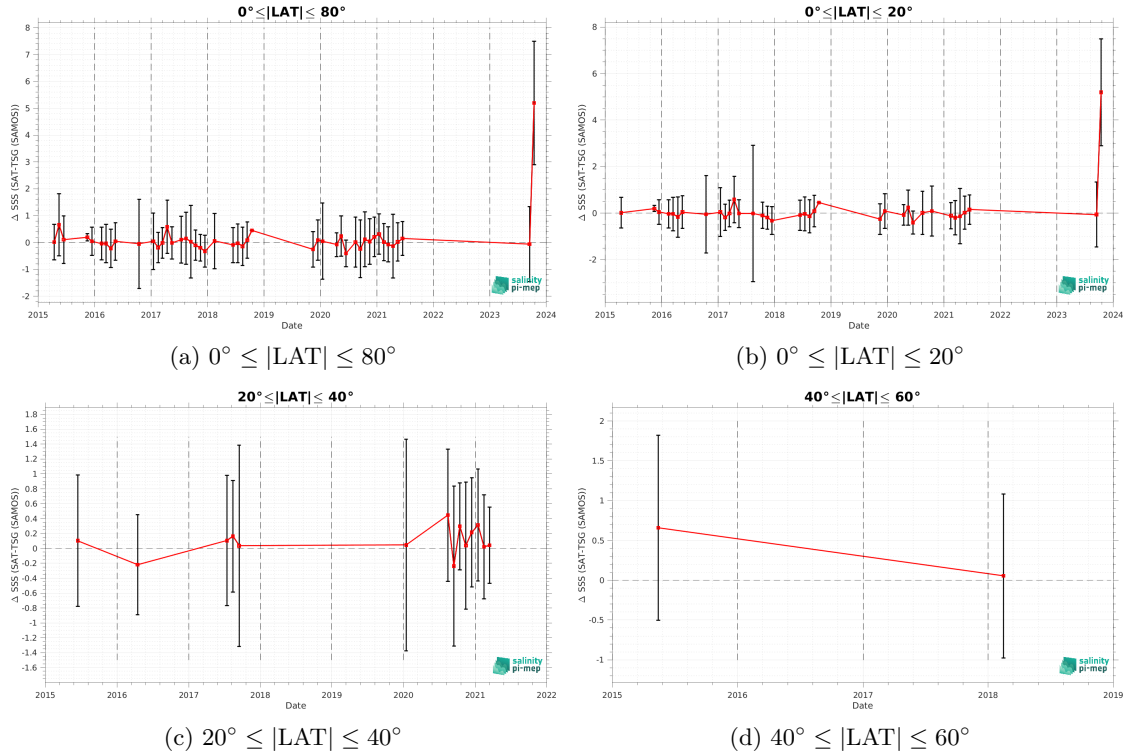 0°≤|LAT|≤ 80°
8
7
6
5
4
3
2
1
0
-1
-2
Δ SSS (SAT-TSG (SAMOS))
2015 2016 2017 2018 2019 2020 2021 2022 2023 2024
Date
salinity
pi-mep
(a) 0° ≤ |LAT| ≤ 80°
0°≤|LAT|≤ 20°
8
6
4
2
0
-2
Δ SSS (SAT-TSG (SAMOS))
2015 2016 2017 2018 2019 2020 2021 2022 2023 2024
Date
salinity
pi-mep
(b) 0° ≤ |LAT| ≤ 20°
20°≤|LAT|≤ 40°
1.8
1.6
1.4
1.2
1
0.8
0.6
0.4
0.2
0
-0.2
-0.4
-0.6
-0.8
-1
-1.2
-1.4
-1.6
Δ SSS (SAT-TSG (SAMOS))
2015 2016 2017 2018 2019 2020 2021 2022
Date
salinity
pi-mep
(c) 20° ≤ |LAT| ≤ 40°
40°≤|LAT|≤ 60°
2
1.5
1
0.5
0
-0.5
-1
Δ SSS (SAT-TSG (SAMOS))
2015 2016 2017 2018 2019
Date
salinity
pi-mep
(d) 40° ≤ |LAT| ≤ 60°